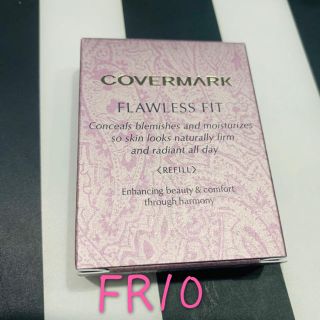 COVERMARK
FLAWLESS FIT
Conceals blemishes and moisturizes
so skin looks naturally firm
and radiant all day
〈REFILL〉
Enhancing beauty & comfort
through harmony
FR10